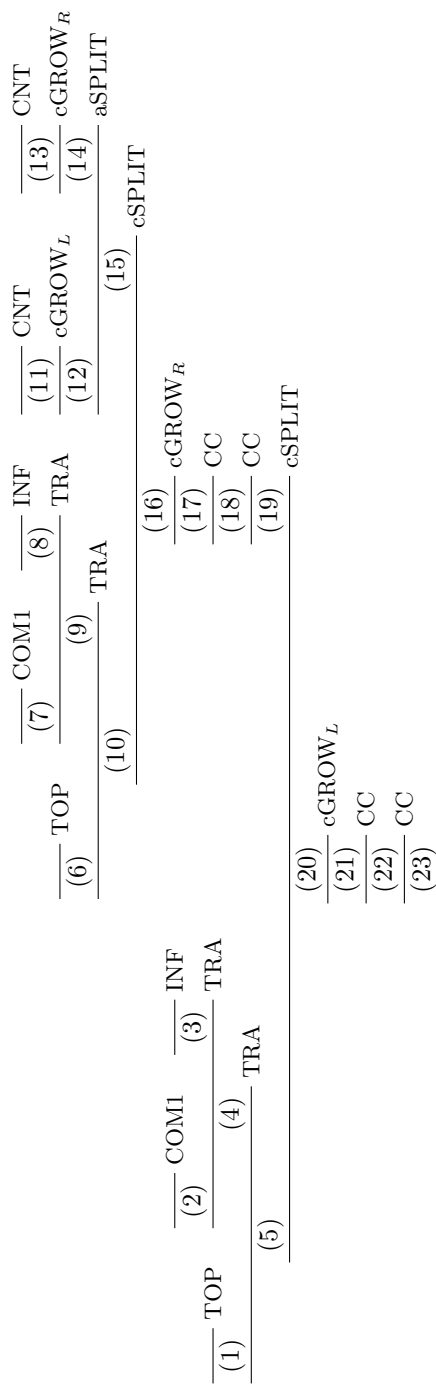 COM1 INF CNT CNT
(7) (8) (11) (13)
TOP TRA cGROW_L cGROW_R
(6) (9) (12) (14)
TRA aSPLIT
(10) (15)
cSPLIT
(16)
COM1 INF cGROW_R
(2) (3) (17)
TOP TRA CC
(1) (4) (18)
TRA CC
(5) (19)
cSPLIT
(20)
cGROW_L
(21)
CC
(22)
CC
(23)